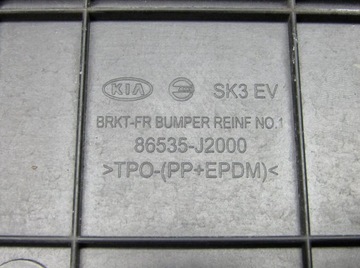 KIA SK3 EV
BRKT-FR BUMPER REINF NO.1
86535-J2000
>TPO-(PP+EPDM)<